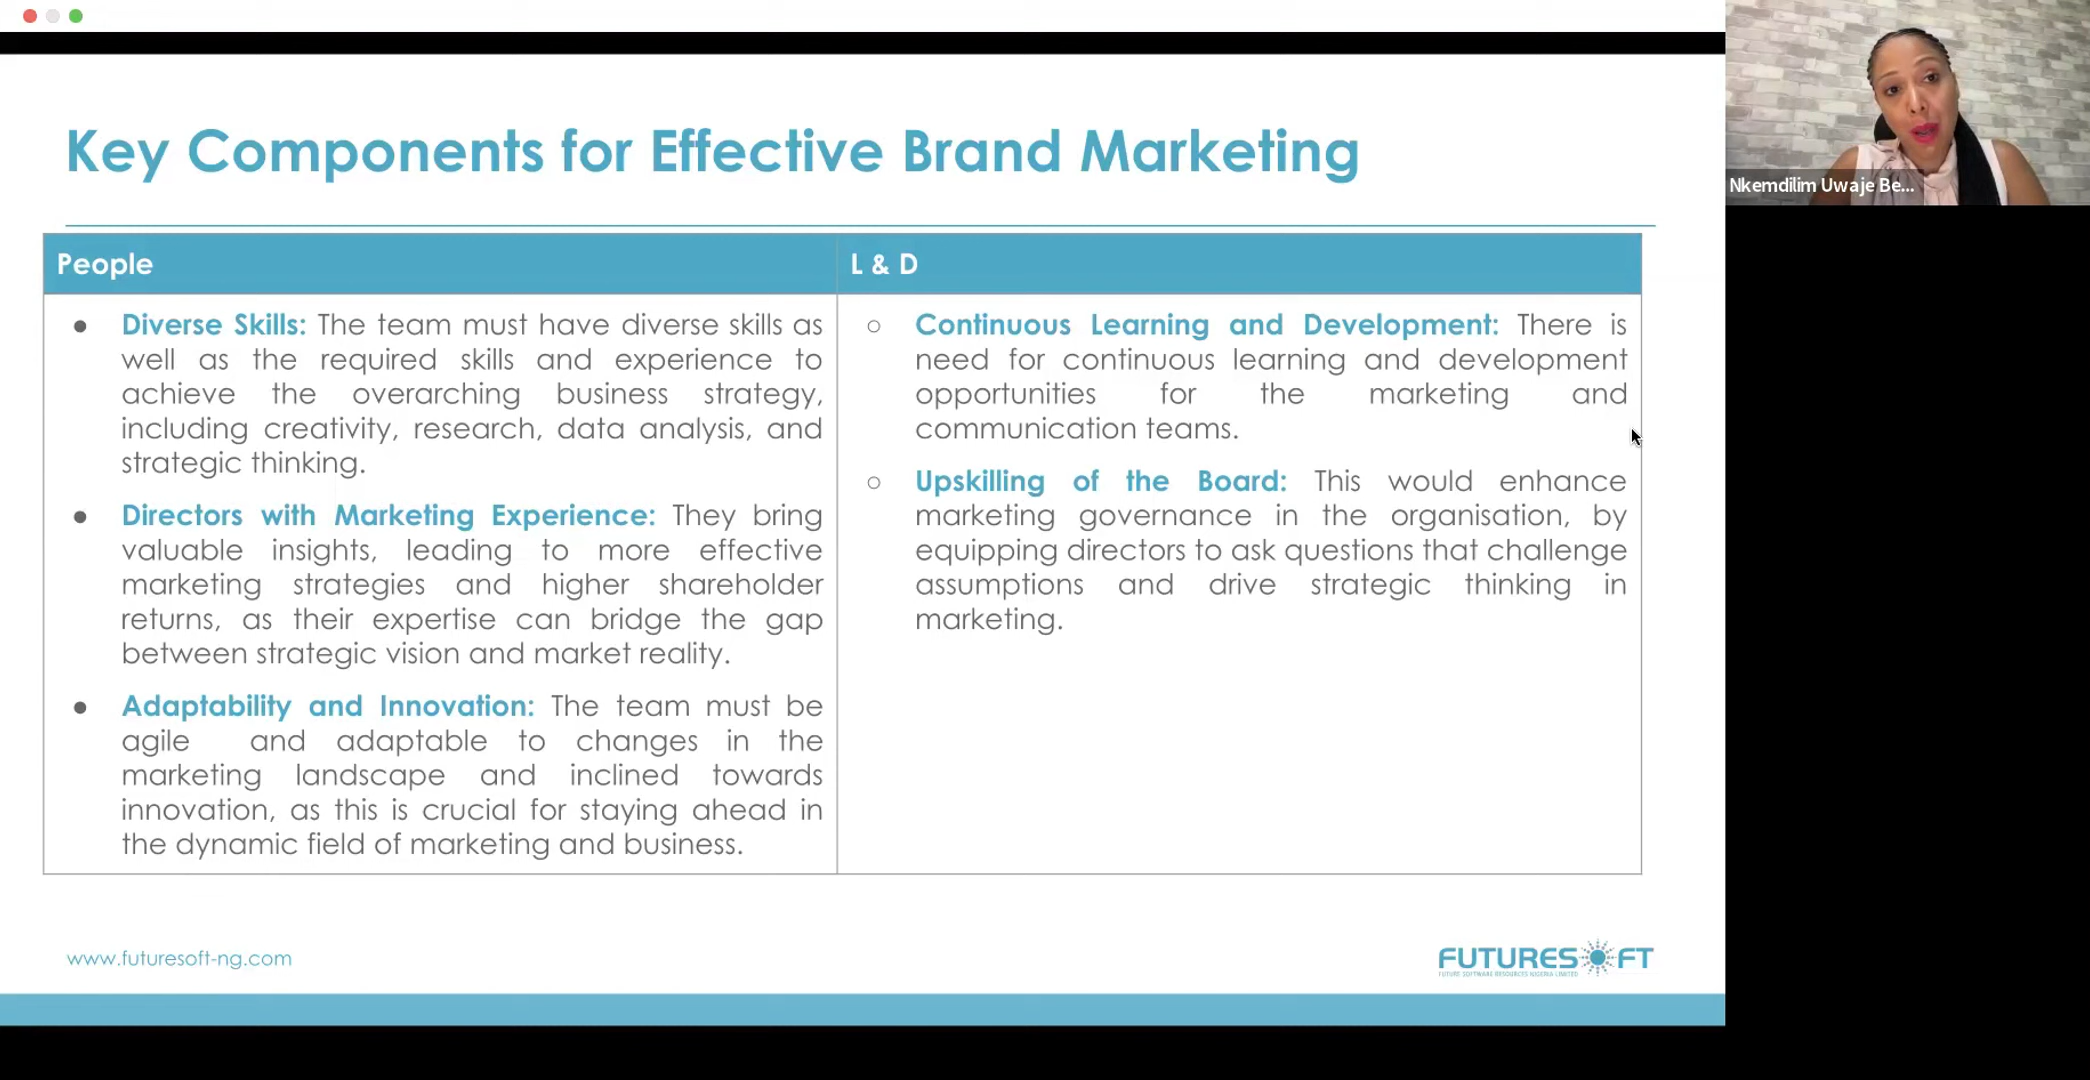 Key Components for Effective Brand Marketing
People
Diverse Skills: The team must have diverse skills as
well as the required skills and experience to
achieve the overarching business strategy,
including creativity, research, data analysis, and
strategic thinking.
Directors with Marketing Experience: They bring
valuable insights, leading to more effective
marketing strategies and higher shareholder
returns, as their expertise can bridge the gap
between strategic vision and market reality.
Adaptability and Innovation: The team must be
agile and adaptable to changes in the
marketing landscape and inclined towards
innovation, as this is crucial for staying ahead in
the dynamic field of marketing and business.
L & D
Continuous Learning and Development: There is
need for continuous learning and development
opportunities for the marketing and
communication teams.
Upskilling of the Board: This would enhance
marketing governance in the organisation, by
equipping directors to ask questions that challenge
assumptions and drive strategic thinking in
marketing.
www.futuresoft-ng.com
FUTURESOFT
FUTURE SOFTWARE RESOURCES NIGERIA LIMITED
Nkemdilim Uwaje Be...